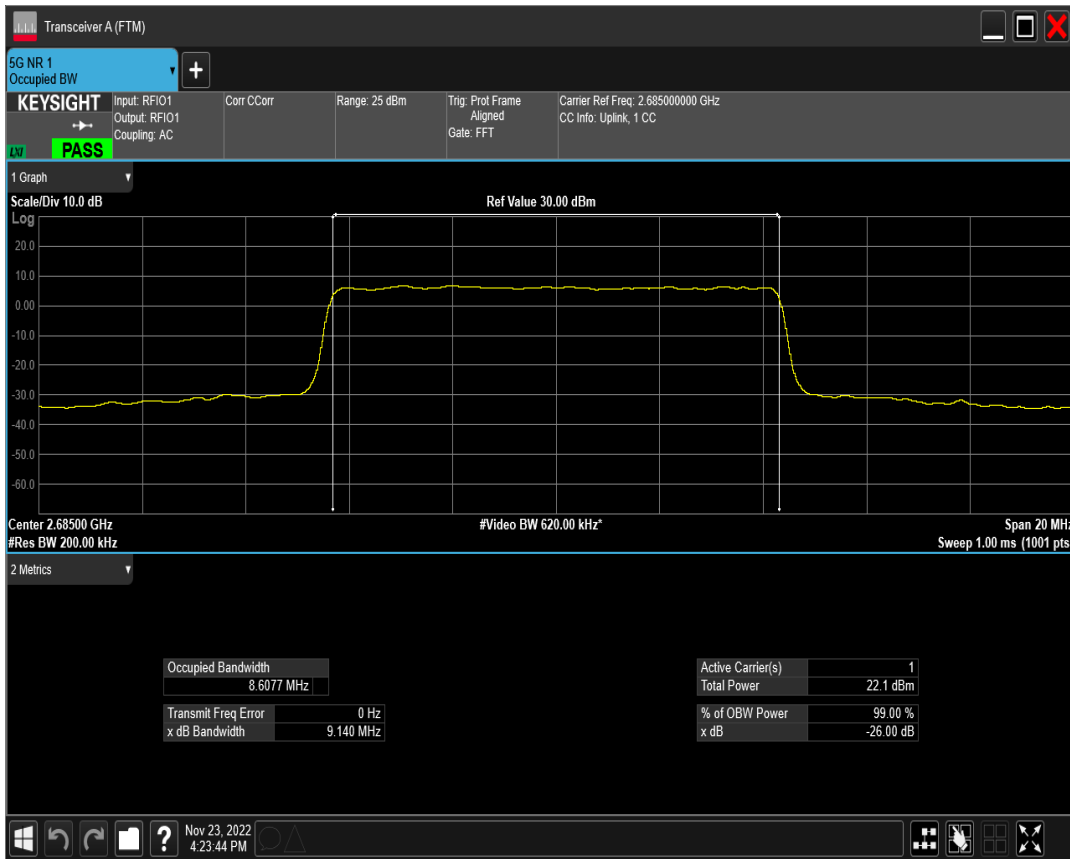 Transceiver A (FTM)
5G NR 1
Occupied BW
+
KEYSIGHT
LXI
PASS
Input: RFIO1
Output: RFIO1
Coupling: AC
Corr CCorr
Range: 25 dBm
Trig: Prot Frame
Aligned
Gate: FFT
Carrier Ref Freq: 2.685000000 GHz
CC Info: Uplink, 1 CC
1 Graph
Scale/Div 10.0 dB
Ref Value 30.00 dBm
Log
20.0
10.0
0.00
-10.0
-20.0
-30.0
-40.0
-50.0
-60.0
Center 2.68500 GHz
#Video BW 620.00 kHz*
Span 20 MHz
#Res BW 200.00 kHz
Sweep 1.00 ms (1001 pts
2 Metrics
Occupied Bandwidth
8.6077 MHz
Transmit Freq Error 0 Hz
x dB Bandwidth 9.140 MHz
Active Carrier(s) 1
Total Power 22.1 dBm
% of OBW Power 99.00 %
x dB -26.00 dB
?
Nov 23, 2022
4:23:44 PM